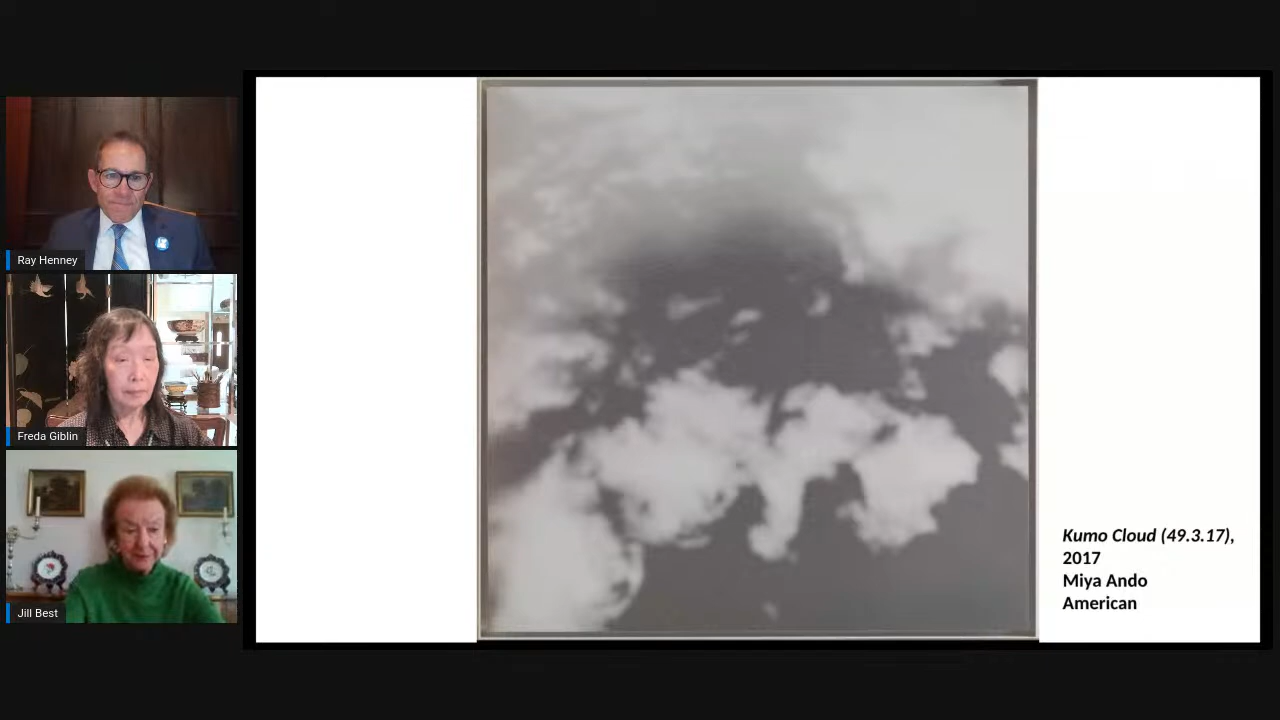 Ray Henney
Freda Giblin
Jill Best
Kumo Cloud (49.3.17),
2017
Miya Ando
American